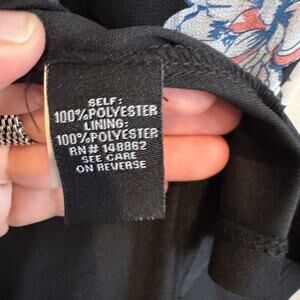 SELF:
100%POLYESTER
LINING:
100%POLYESTER
RN# 148862
SEE CARE
ON REVERSE